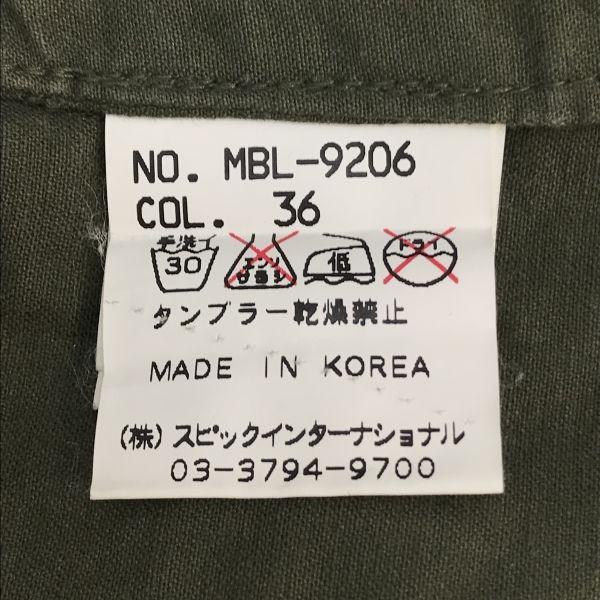 NO. MBL-9206
COL. 36
手洗イ 30 エンソサラシ 低 ドライ
タンブラー乾燥禁止
MADE IN KOREA
(株)スピックインターナショナル
03-3794-9700